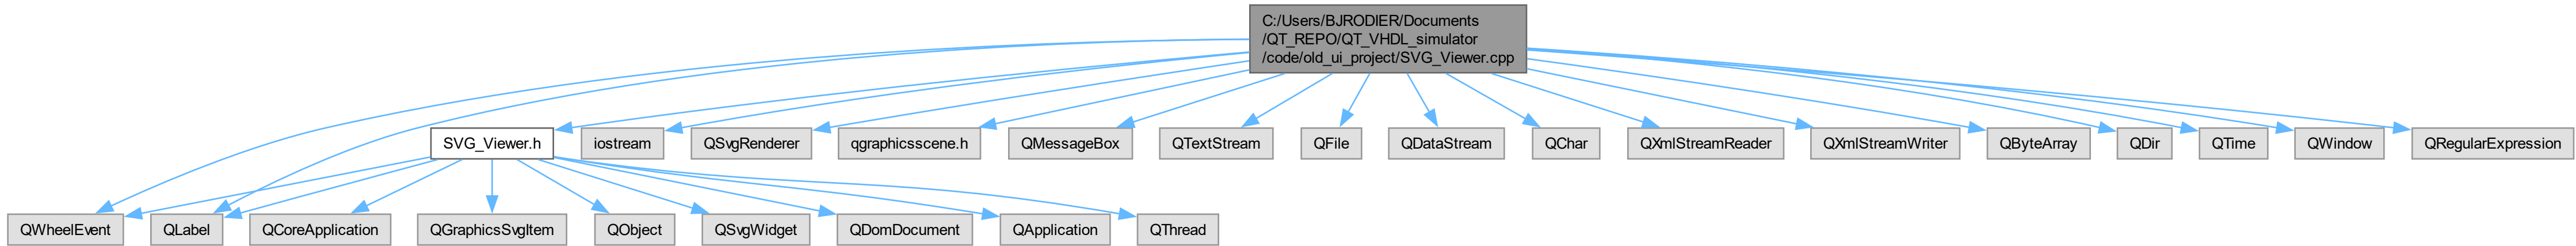 C:/Users/BJRODIER/Documents
/QT_REPO/QT_VHDL_simulator
/code/old_ui_project/SVG_Viewer.cpp
SVG_Viewer.h
iostream
QSvgRenderer
qgraphicsscene.h
QMessageBox
QTextStream
QFile
QDataStream
QChar
QXmlStreamReader
QXmlStreamWriter
QByteArray
QDir
QTime
QWindow
QRegularExpression
QWheelEvent
QLabel
QCoreApplication
QGraphicsSvgItem
QObject
QSvgWidget
QDomDocument
QApplication
QThread